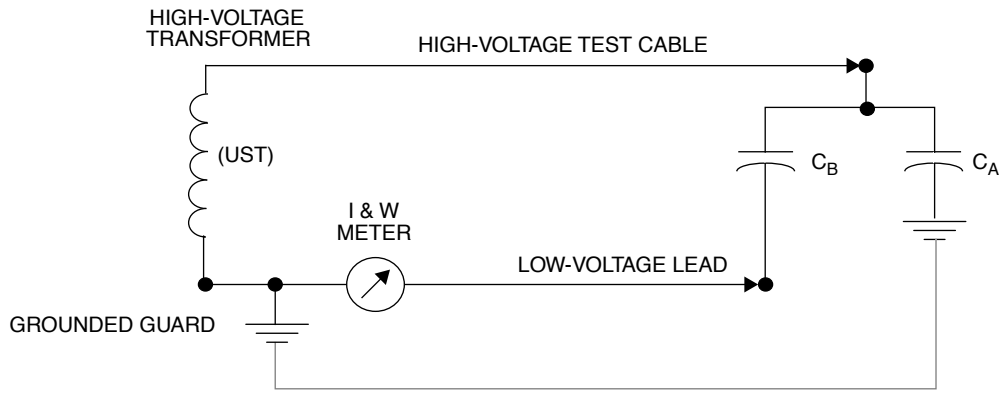 HIGH-VOLTAGE
TRANSFORMER
HIGH-VOLTAGE TEST CABLE
(UST)
C_B
C_A
I & W
METER
LOW-VOLTAGE LEAD
GROUNDED GUARD